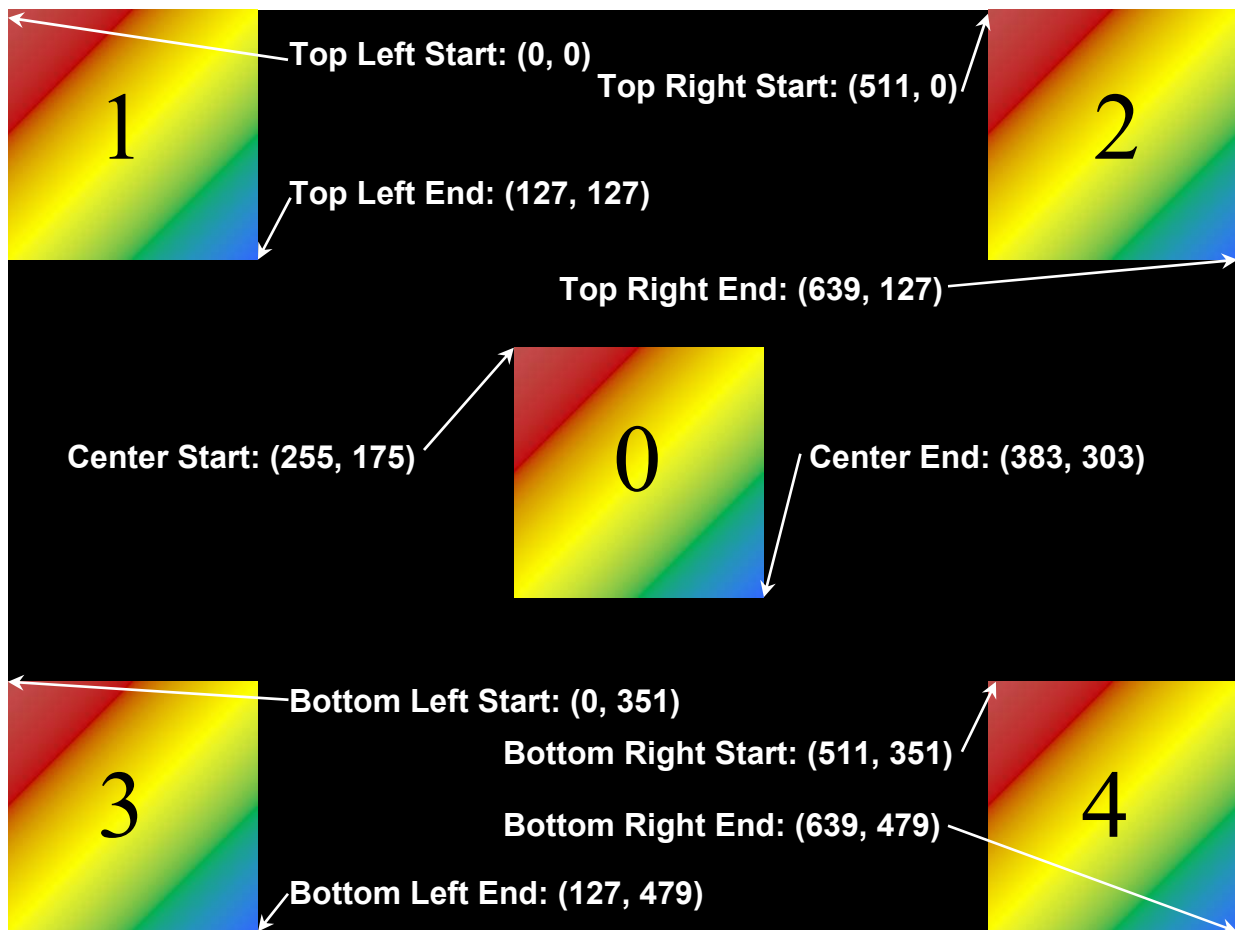 Top Left Start: (0, 0)
Top Right Start: (511, 0)
1
2
Top Left End: (127, 127)
Top Right End: (639, 127)
Center Start: (255, 175)
0
Center End: (383, 303)
Bottom Left Start: (0, 351)
Bottom Right Start: (511, 351)
3
4
Bottom Right End: (639, 479)
Bottom Left End: (127, 479)